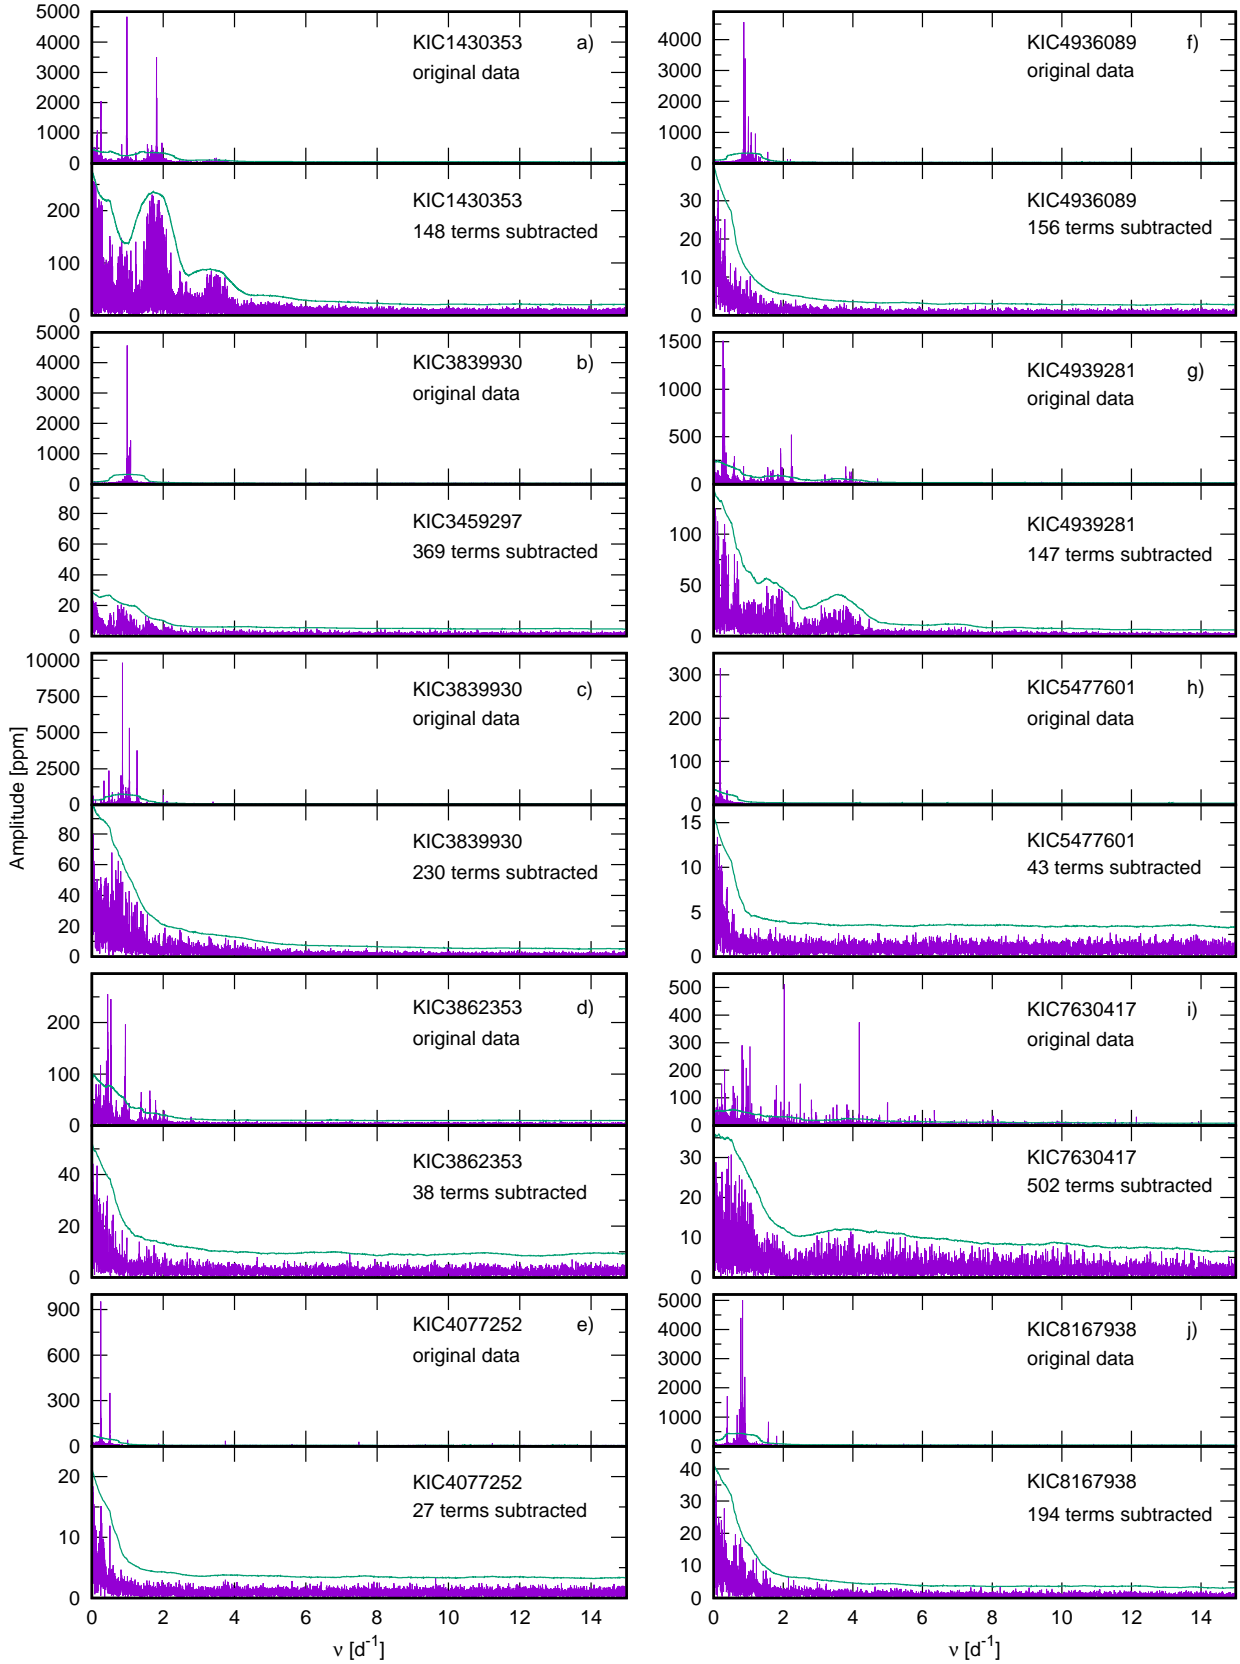 5000
4000
3000
2000
1000
0
KIC1430353 a)
original data
200
100
0
KIC1430353
148 terms subtracted
5000
4000
3000
2000
1000
0
KIC3839930 b)
original data
80
60
40
20
0
KIC3459297
369 terms subtracted
10000
7500
5000
2500
0
KIC3839930 c)
original data
80
60
40
20
0
KIC3839930
230 terms subtracted
Amplitude [ppm]
200
100
0
KIC3862353 d)
original data
40
20
0
KIC3862353
38 terms subtracted
900
600
300
0
KIC4077252 e)
original data
20
10
0
KIC4077252
27 terms subtracted
0 2 4 6 8 10 12 14
ν [d⁻¹]
4000
3000
2000
1000
0
KIC4936089 f)
original data
30
20
10
0
KIC4936089
156 terms subtracted
1500
1000
500
0
KIC4939281 g)
original data
100
50
0
KIC4939281
147 terms subtracted
300
200
100
0
KIC5477601 h)
original data
15
10
5
0
KIC5477601
43 terms subtracted
500
400
300
200
100
0
KIC7630417 i)
original data
30
20
10
0
KIC7630417
502 terms subtracted
5000
4000
3000
2000
1000
0
KIC8167938 j)
original data
40
30
20
10
0
KIC8167938
194 terms subtracted
0 2 4 6 8 10 12 14
ν [d⁻¹]